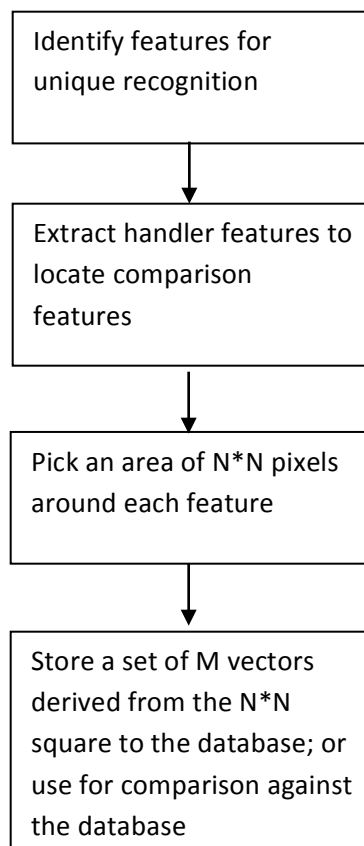 Identify features for
unique recognition
Extract handler features to
locate comparison
features
Pick an area of N*N pixels
around each feature
Store a set of M vectors
derived from the N*N
square to the database; or
use for comparison against
the database